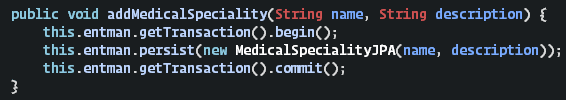 public void addMedicalSpeciality(String name, String description) {
    this.entman.getTransaction().begin();
    this.entman.persist(new MedicalSpecialityJPA(name, description));
    this.entman.getTransaction().commit();
}